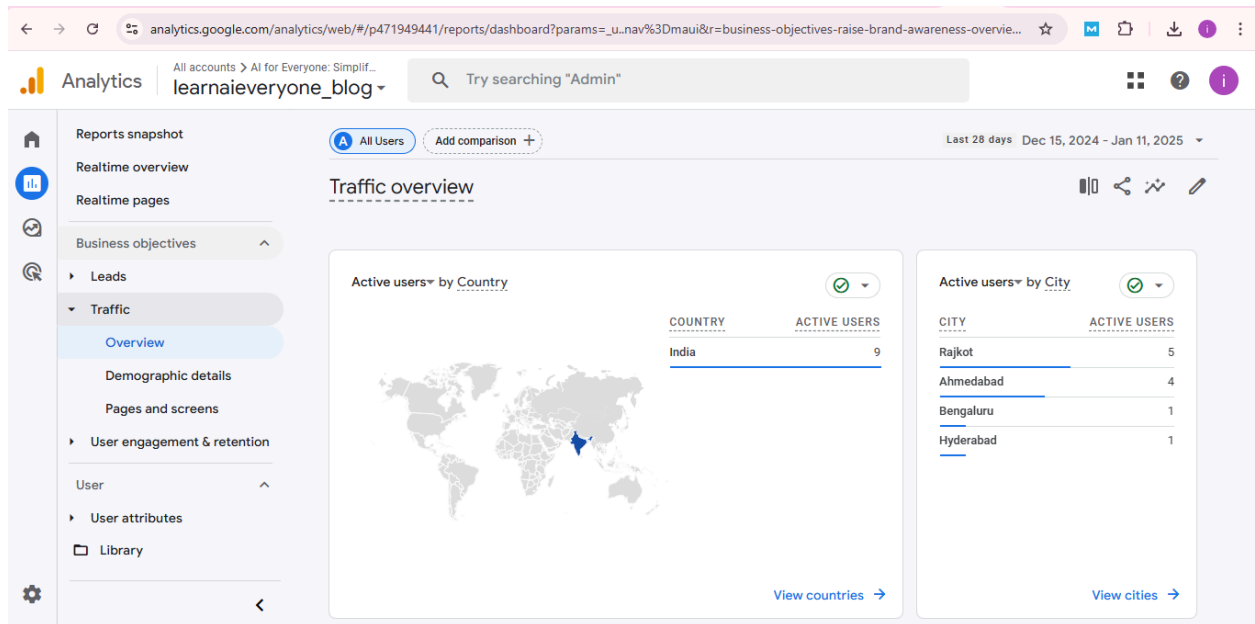 analytics.google.com/analytics/web/#/p471949441/reports/dashboard?params=_u..nav%3Dmaui&r=business-objectives-raise-brand-awareness-overvie...
M
i
Analytics
All accounts > AI for Everyone: Simplif...
learnaieveryone_blog
Try searching "Admin"
i
Reports snapshot
Realtime overview
Realtime pages
Business objectives
Leads
Traffic
Overview
Demographic details
Pages and screens
User engagement & retention
User
User attributes
Library
A All Users
Add comparison +
Last 28 days Dec 15, 2024 - Jan 11, 2025
Traffic overview
Active users by Country
COUNTRY ACTIVE USERS
India 9
View countries →
Active users by City
CITY ACTIVE USERS
Rajkot 5
Ahmedabad 4
Bengaluru 1
Hyderabad 1
View cities →